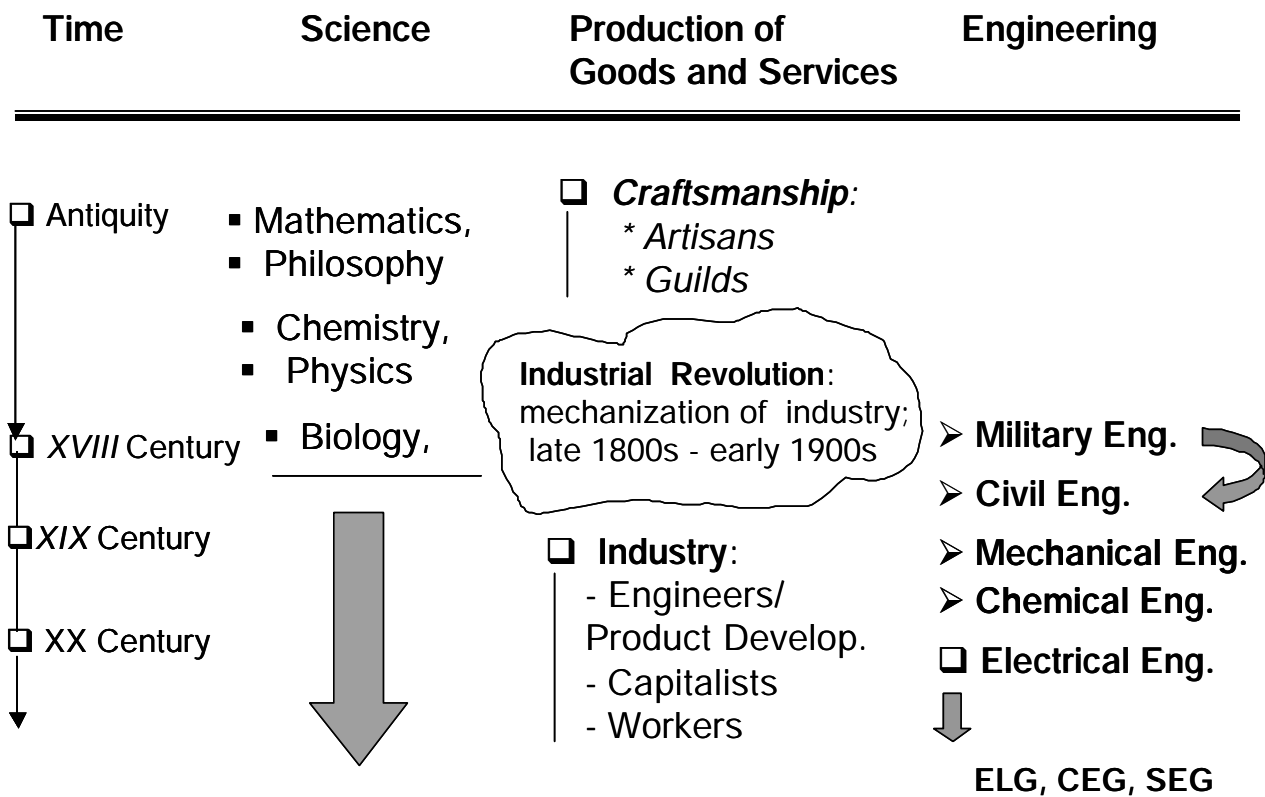 Time
Science
Production of
Goods and Services
Engineering
Antiquity
XVIII Century
XIX Century
XX Century
Mathematics,
Philosophy
Chemistry,
Physics
Biology,
Craftsmanship:
* Artisans
* Guilds
Industrial Revolution:
mechanization of industry;
late 1800s - early 1900s
Industry:
- Engineers/
Product Develop.
- Capitalists
- Workers
Military Eng.
Civil Eng.
Mechanical Eng.
Chemical Eng.
Electrical Eng.
ELG, CEG, SEG